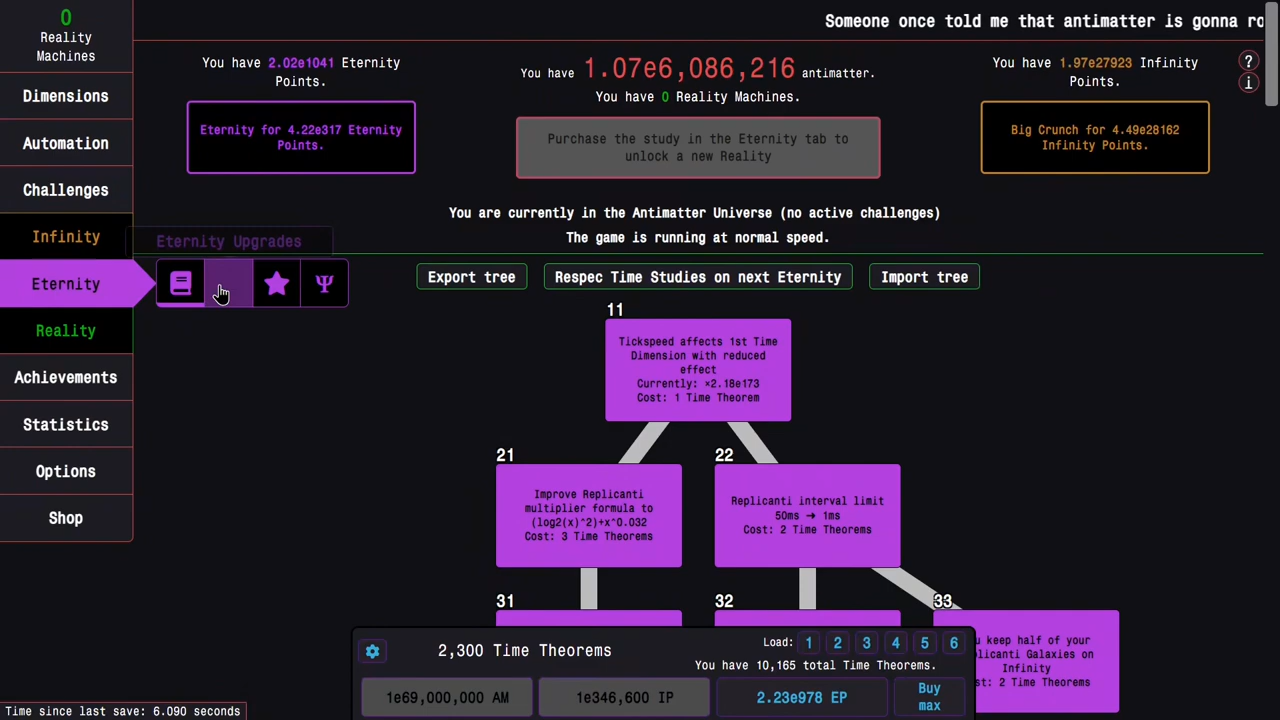 0
Reality
Machines
Dimensions
Automation
Challenges
Infinity
Eternity
Reality
Achievements
Statistics
Options
Shop
Someone once told me that antimatter is gonna
You have 2.02e1041 Eternity
Points.
Eternity for 4.22e317 Eternity
Points.
You have 1.07e6,086,216 antimatter.
You have 0 Reality Machines.
Purchase the study in the Eternity tab to
unlock a new Reality
You have 1.97e27923 Infinity
Points.
Big Crunch for 4.49e28162
Infinity Points.
?
i
You are currently in the Antimatter Universe (no active challenges)
The game is running at normal speed.
Eternity Upgrades
Ψ
Export tree
Respec Time Studies on next Eternity
Import tree
11
Tickspeed affects 1st Time
Dimension with reduced
effect
Currently: ×2.18e173
Cost: 1 Time Theorem
21
Improve Replicanti
multiplier formula to
(log2(x)^2)+x^0.032
Cost: 3 Time Theorems
22
Replicanti interval limit
50ms ➜ 1ms
Cost: 2 Time Theorems
31
32
33
keep half of your
Galaxies on
Infinity
2 Time Theorems
2,300 Time Theorems
Load: 1 2 3 4 5 6
You have 10,165 total Time Theorems.
1e69,000,000 AM
1e346,600 IP
2.23e978 EP
Buy
max
Time since last save: 6.090 seconds